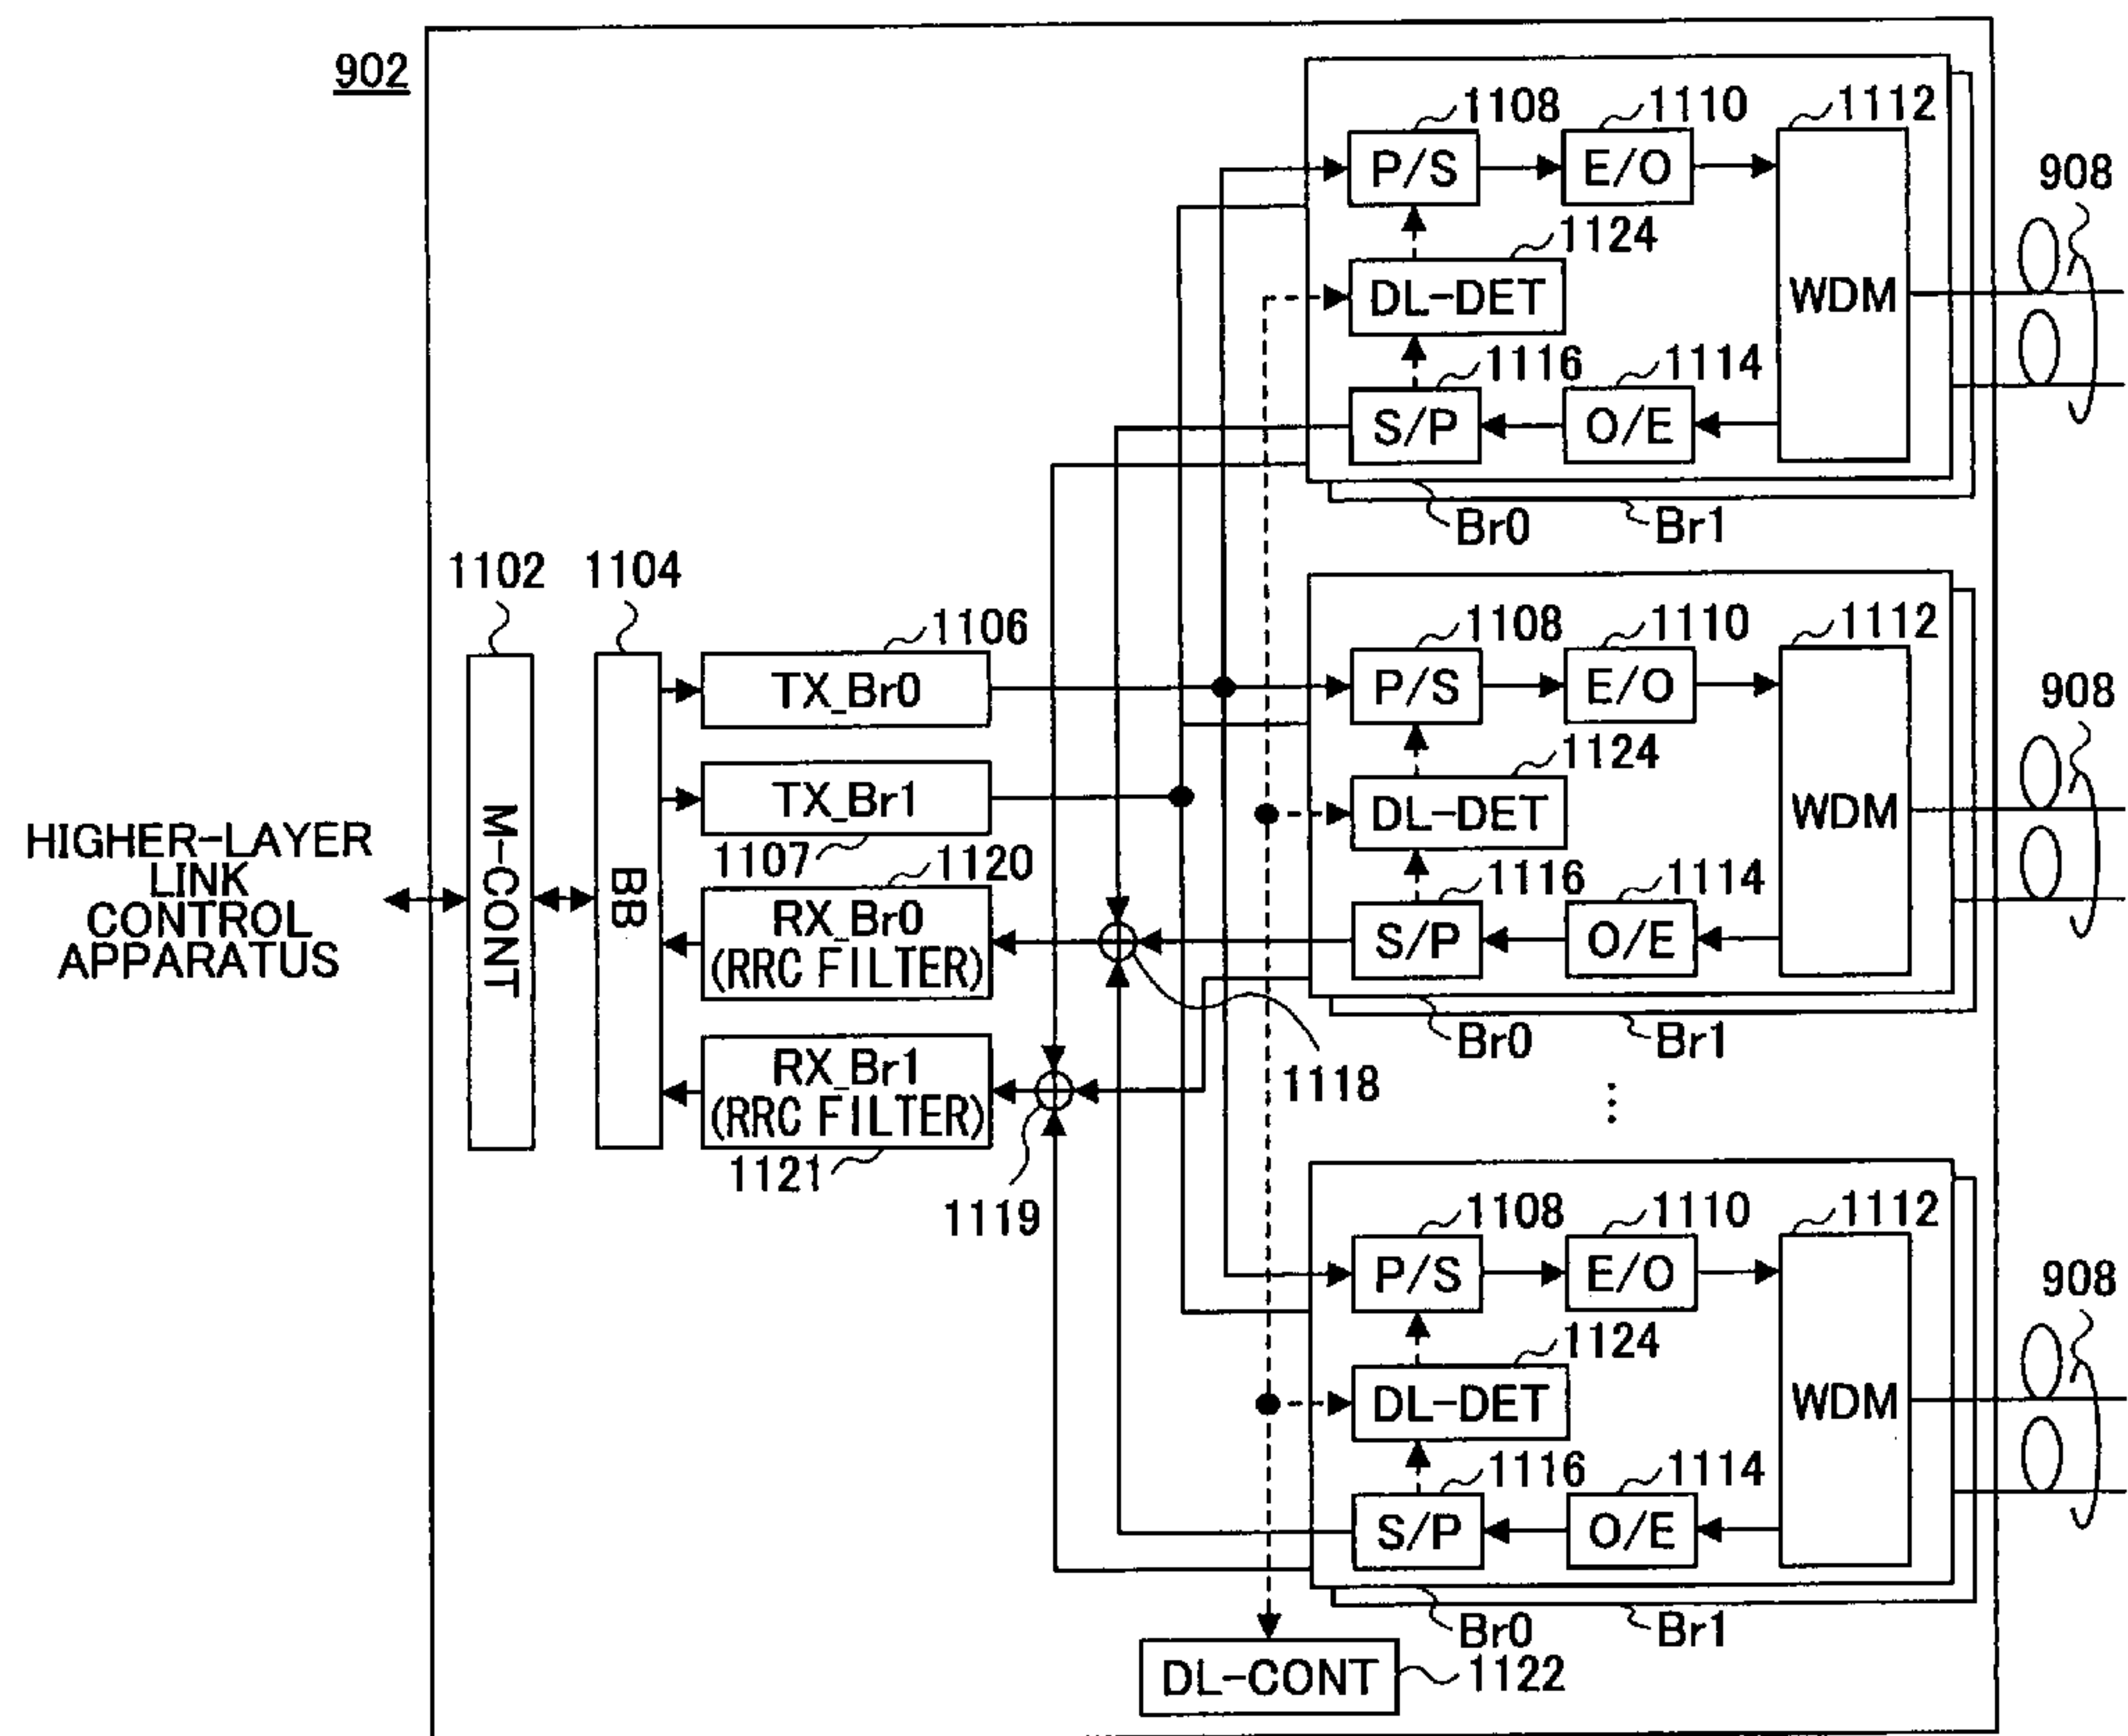 902
1108
1110
1112
P/S
E/O
908
1124
DL-DET
WDM
1116
1114
S/P
O/E
Br0
Br1
1102
1104
1106
1108
1110
1112
TX_Br0
P/S
E/O
908
1124
TX_Br1
DL-DET
WDM
1107
1120
1116
1114
HIGHER-LAYER
LINK
CONTROL
APPARATUS
M-CONT
BB
RX_Br0
(RRC FILTER)
S/P
O/E
Br0
Br1
RX_Br1
(RRC FILTER)
1118
⋮
1121
1119
1108
1110
1112
P/S
E/O
908
1124
DL-DET
WDM
1116
1114
S/P
O/E
Br0
Br1
DL-CONT
1122